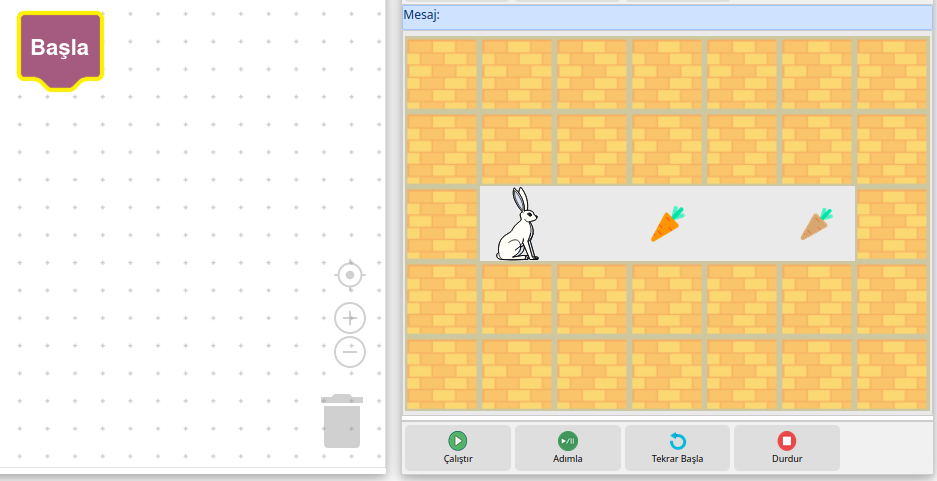 Başla
Mesaj:
Çalıştır
Adımla
Tekrar Başla
Durdur